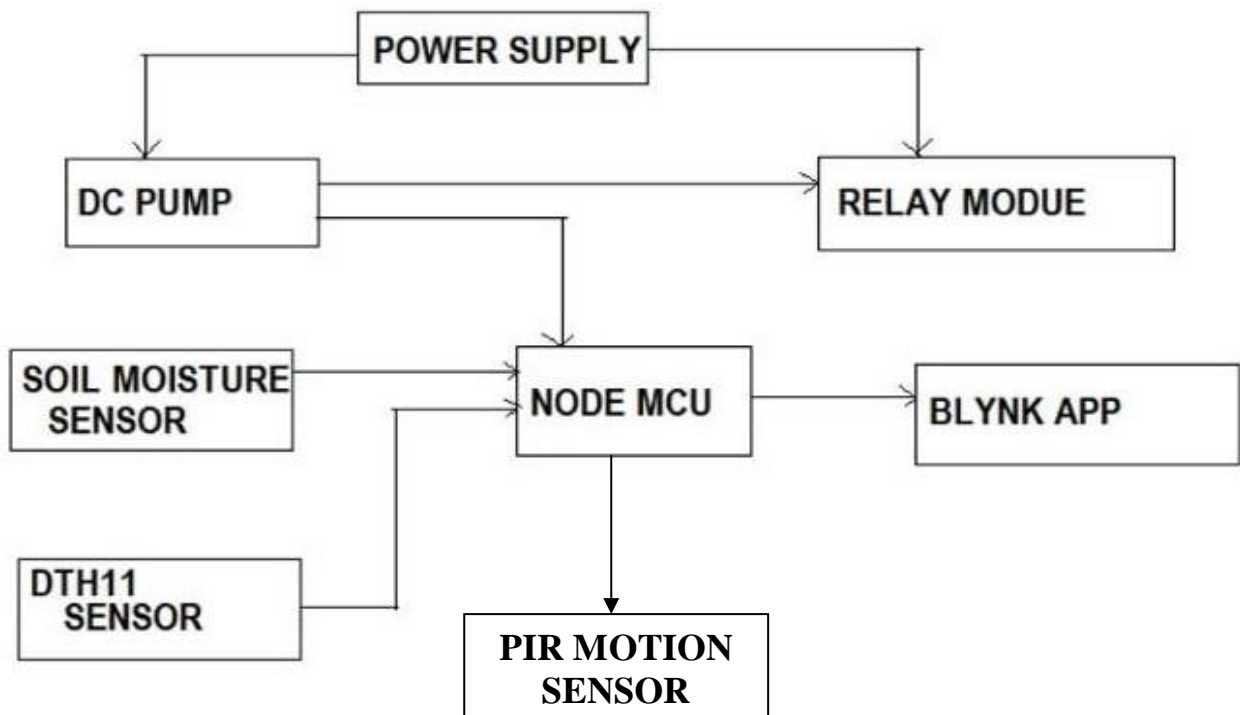 POWER SUPPLY
DC PUMP
RELAY MODUE
SOIL MOISTURE
SENSOR
NODE MCU
BLYNK APP
DTH11
SENSOR
PIR MOTION
SENSOR